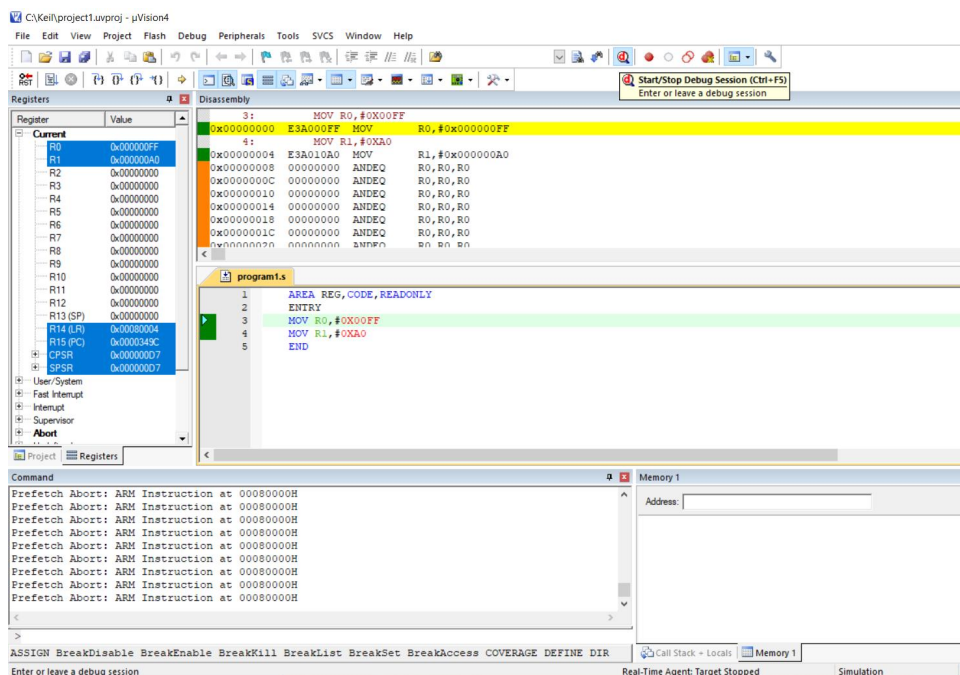 C:\Keil\project1.uvproj - µVision4
File Edit View Project Flash Debug Peripherals Tools SVCS Window Help
RST
Start/Stop Debug Session (Ctrl+F5)
Enter or leave a debug session
Registers
Register Value
Current
R0 0x000000FF
R1 0x000000A0
R2 0x00000000
R3 0x00000000
R4 0x00000000
R5 0x00000000
R6 0x00000000
R7 0x00000000
R8 0x00000000
R9 0x00000000
R10 0x00000000
R11 0x00000000
R12 0x00000000
R13 (SP) 0x00000000
R14 (LR) 0x00080004
R15 (PC) 0x0000349C
CPSR 0x000000D7
SPSR 0x000000D7
User/System
Fast Interrupt
Interrupt
Supervisor
Abort
Project Registers
Disassembly
3: MOV R0,#0X00FF
0x00000000 E3A000FF MOV R0,#0x000000FF
4: MOV R1,#0XA0
0x00000004 E3A010A0 MOV R1,#0x000000A0
0x00000008 00000000 ANDEQ R0,R0,R0
0x0000000C 00000000 ANDEQ R0,R0,R0
0x00000010 00000000 ANDEQ R0,R0,R0
0x00000014 00000000 ANDEQ R0,R0,R0
0x00000018 00000000 ANDEQ R0,R0,R0
0x0000001C 00000000 ANDEQ R0,R0,R0
0x00000020 00000000 ANDEQ R0,R0,R0
program1.s
1 AREA REG,CODE,READONLY
2 ENTRY
3 MOV R0,#0X00FF
4 MOV R1,#0XA0
5 END
Command
Prefetch Abort: ARM Instruction at 00080000H
Prefetch Abort: ARM Instruction at 00080000H
Prefetch Abort: ARM Instruction at 00080000H
Prefetch Abort: ARM Instruction at 00080000H
Prefetch Abort: ARM Instruction at 00080000H
Prefetch Abort: ARM Instruction at 00080000H
Prefetch Abort: ARM Instruction at 00080000H
Prefetch Abort: ARM Instruction at 00080000H
Prefetch Abort: ARM Instruction at 00080000H
>
ASSIGN BreakDisable BreakEnable BreakKill BreakList BreakSet BreakAccess COVERAGE DEFINE DIR
Memory 1
Address:
Call Stack + Locals Memory 1
Enter or leave a debug session Real-Time Agent: Target Stopped Simulation